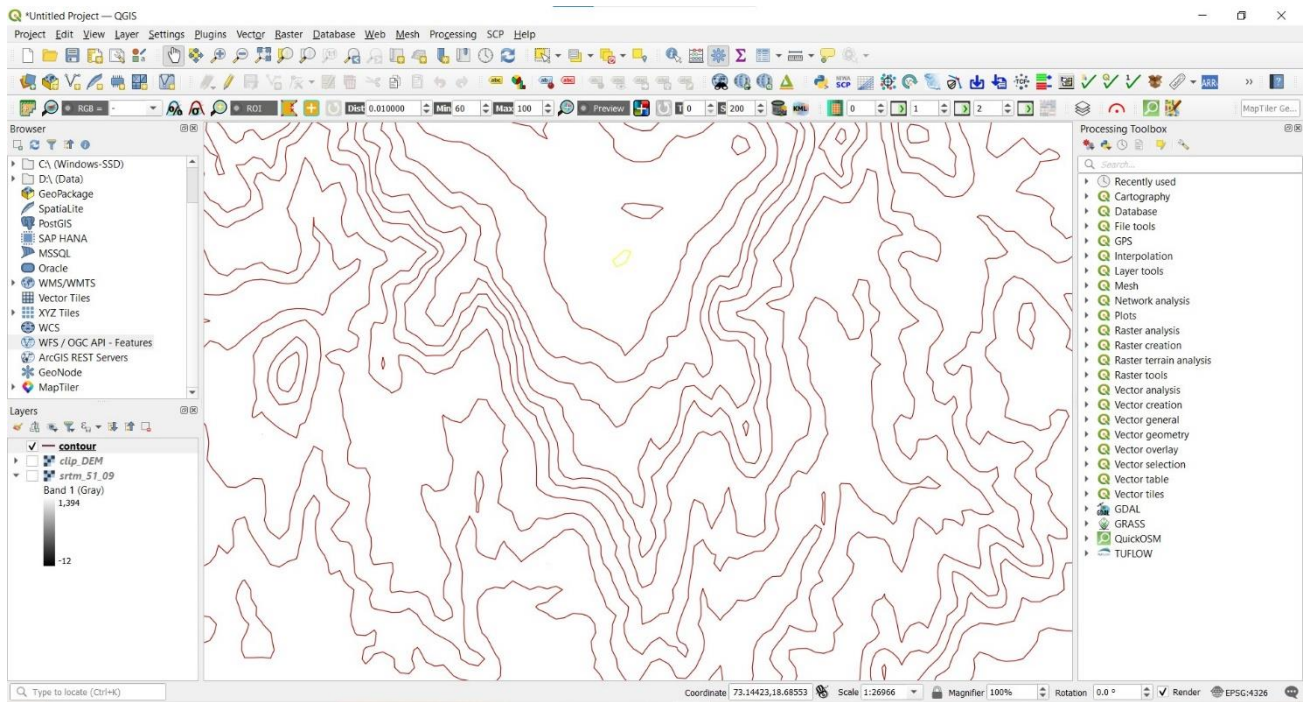 *Untitled Project — QGIS
Project Edit View Layer Settings Plugins Vector Raster Database Web Mesh Processing SCP Help
RGB = - ROI Dist 0.010000 Min 60 Max 100 Preview T 0 S 200 KML 0 1 2 MapTiler Ge...
Browser
C:\ (Windows-SSD)
D:\ (Data)
GeoPackage
SpatiaLite
PostGIS
SAP HANA
MSSQL
Oracle
WMS/WMTS
Vector Tiles
XYZ Tiles
WCS
WFS / OGC API - Features
ArcGIS REST Servers
GeoNode
MapTiler
Layers
contour
clip_DEM
srtm_51_09
Band 1 (Gray)
1,394
-12
Processing Toolbox
Search...
Recently used
Cartography
Database
File tools
GPS
Interpolation
Layer tools
Mesh
Network analysis
Plots
Raster analysis
Raster creation
Raster terrain analysis
Raster tools
Vector analysis
Vector creation
Vector general
Vector geometry
Vector overlay
Vector selection
Vector table
Vector tiles
GDAL
GRASS
QuickOSM
TUFLOW
Type to locate (Ctrl+K)
Coordinate 73.14423,18.68553 Scale 1:26966 Magnifier 100% Rotation 0.0 ° Render EPSG:4326